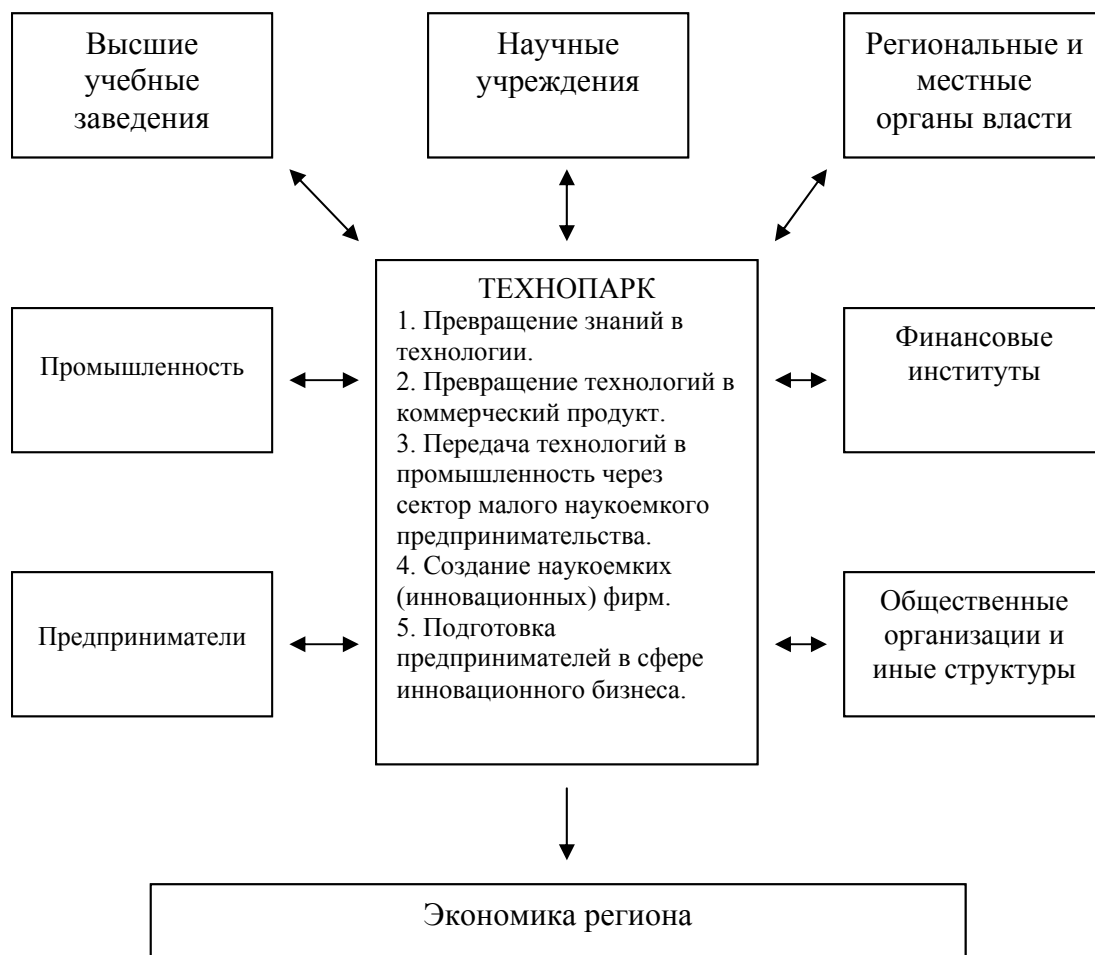 Высшие
учебные
заведения
Научные
учреждения
Региональные и
местные
органы власти
Промышленность
ТЕХНОПАРК
1. Превращение знаний в
технологии.
2. Превращение технологий в
коммерческий продукт.
3. Передача технологий в
промышленность через
сектор малого наукоемкого
предпринимательства.
4. Создание наукоемких
(инновационных) фирм.
5. Подготовка
предпринимателей в сфере
инновационного бизнеса.
Финансовые
институты
Предприниматели
Общественные
организации и
иные структуры
Экономика региона